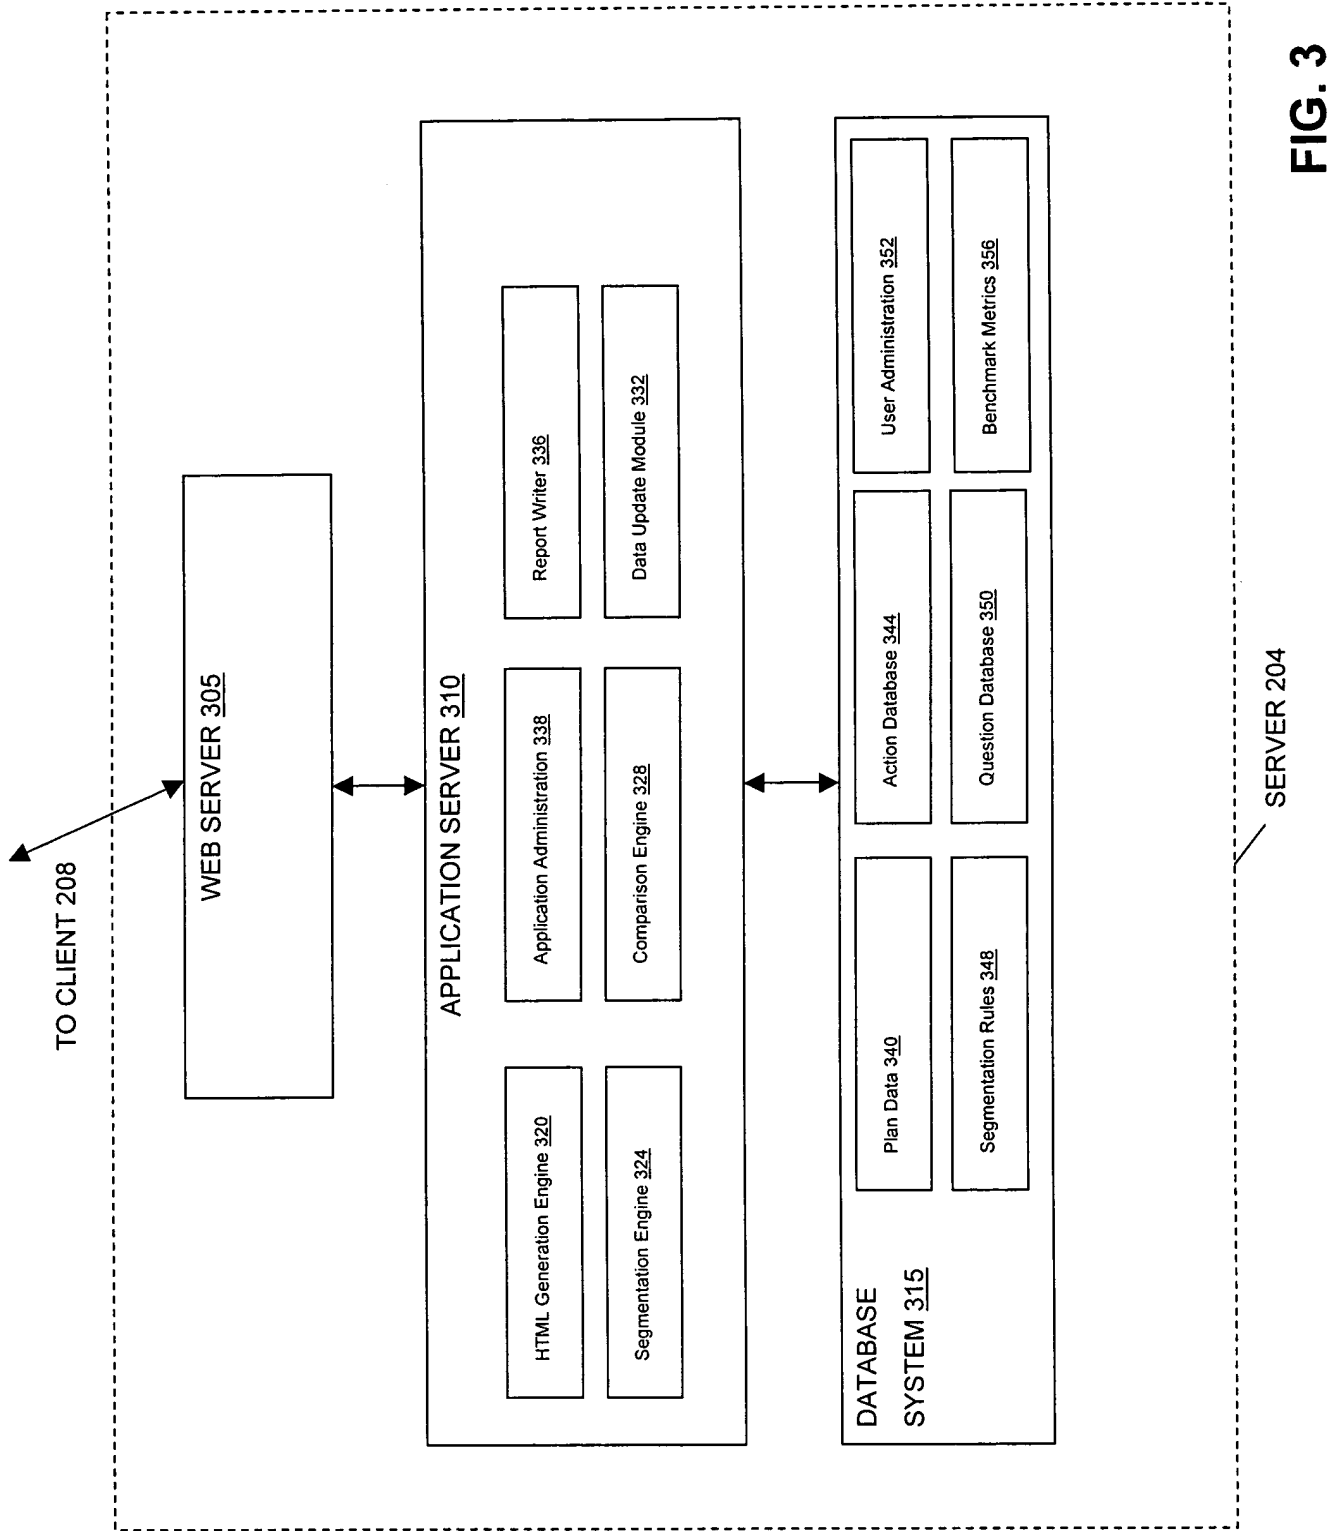 TO CLIENT 208
WEB SERVER 305
APPLICATION SERVER 310
HTML Generation Engine 320
Application Administration 338
Report Writer 336
Segmentation Engine 324
Comparison Engine 328
Data Update Module 332
DATABASE
SYSTEM 315
Plan Data 340
Action Database 344
User Administration 352
Segmentation Rules 348
Question Database 350
Benchmark Metrics 356
SERVER 204
FIG. 3